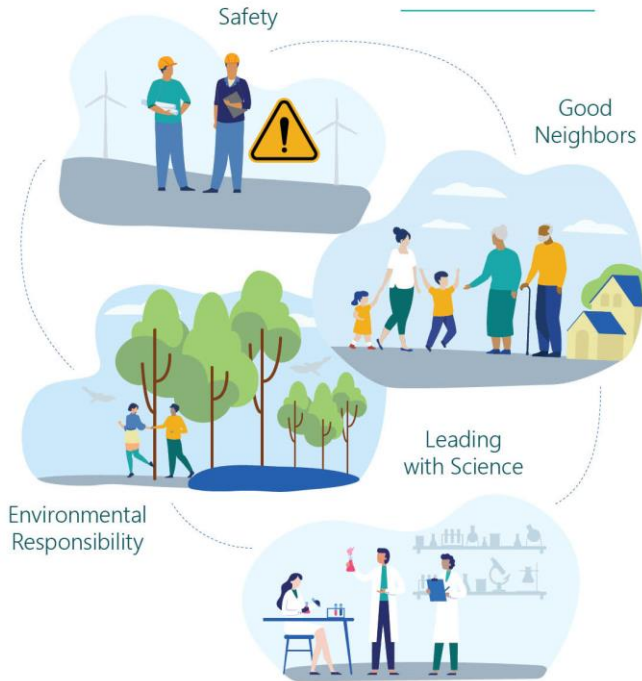 Safety
Good
Neighbors
Leading
with Science
Environmental
Responsibility